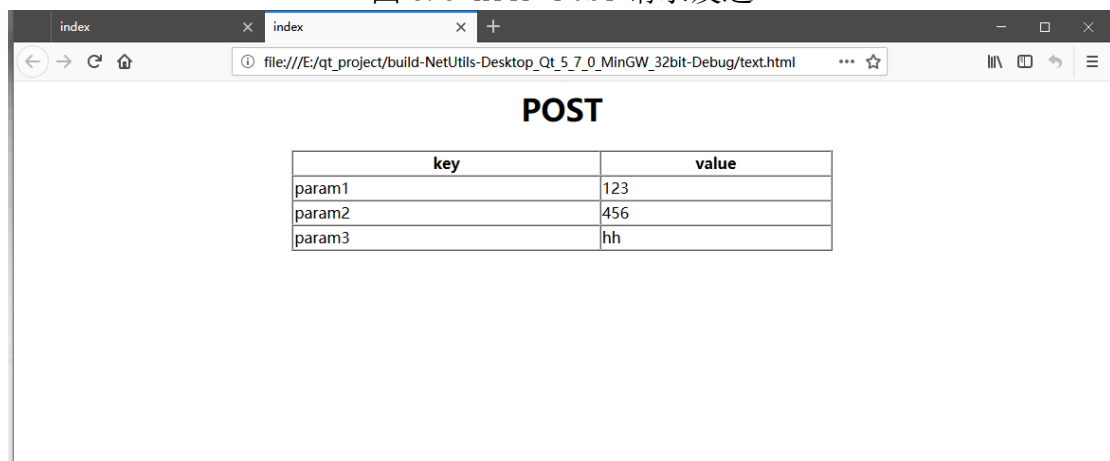 index
index
file:///E:/qt_project/build-NetUtils-Desktop_Qt_5_7_0_MinGW_32bit-Debug/text.html
POST
key value
param1 123
param2 456
param3 hh